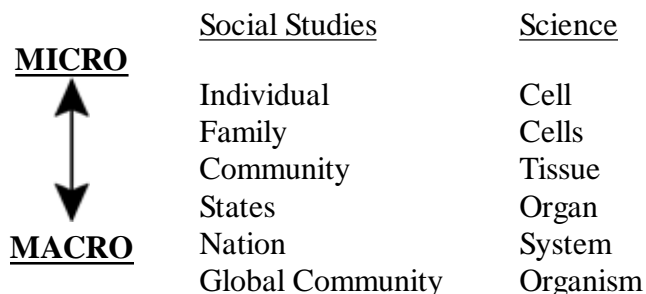 Social Studies Science
MICRO
Individual Cell
Family Cells
Community Tissue
States Organ
MACRO Nation System
Global Community Organism